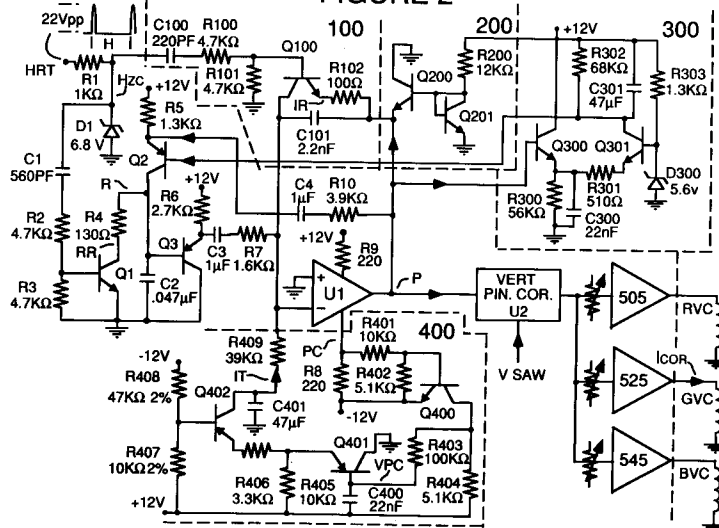 FIGURE 2
22Vpp
H
HRT
R1
1KΩ
HZC
C100
220PF
R100
4.7KΩ
R101
4.7KΩ
100
Q100
R102
100Ω
IR
C101
2.2nF
200
Q200
R200
12KΩ
Q201
+12V
300
R302
68KΩ
C301
47µF
R303
1.3KΩ
Q300
Q301
R300
56KΩ
R301
510Ω
C300
22nF
D300
5.6v
+12V
R5
1.3KΩ
D1
6.8 V
Q2
C1
560PF
R
R4
130Ω
RR
R2
4.7KΩ
R3
4.7KΩ
Q1
C2
.047µF
Q3
R6
2.7KΩ
+12V
C3
1µF
R7
1.6KΩ
C4
1µF
R10
3.9KΩ
+12V
R9
220
+
−
U1
P
VERT
PIN. COR.
U2
V SAW
505
525
545
RVC
ICOR
GVC
BVC
R409
39KΩ
IT
PC
R8
220
-12V
R401
10KΩ
R402
5.1KΩ
400
Q400
-12V
R408
47KΩ 2%
Q402
C401
47µF
R407
10KΩ2%
+12V
R406
3.3KΩ
R405
10KΩ
Q401
VPC
C400
22nF
R403
100KΩ
R404
5.1KΩ